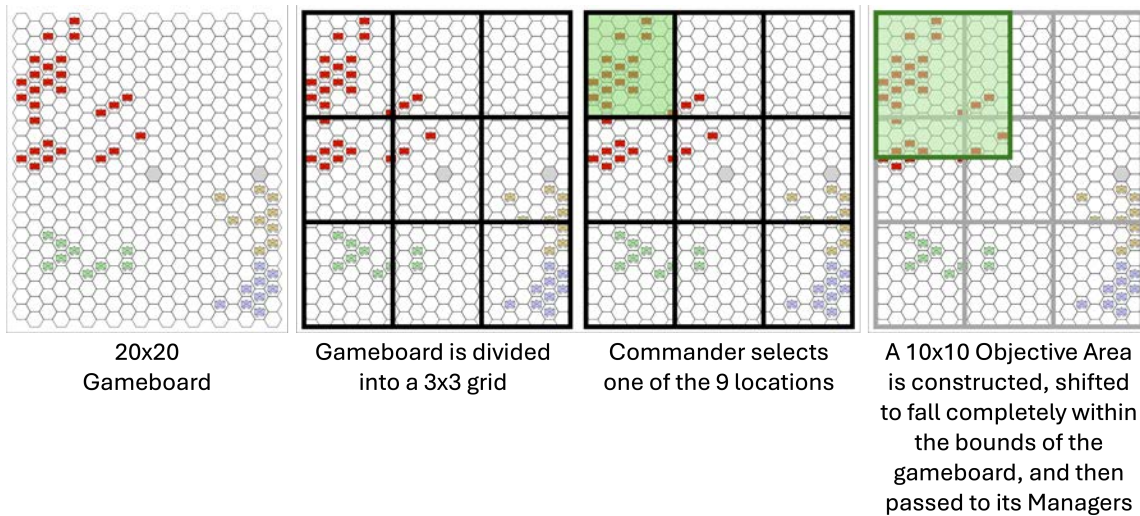 20x20
Gameboard
Gameboard is divided
into a 3x3 grid
Commander selects
one of the 9 locations
A 10x10 Objective Area
is constructed, shifted
to fall completely within
the bounds of the
gameboard, and then
passed to its Managers